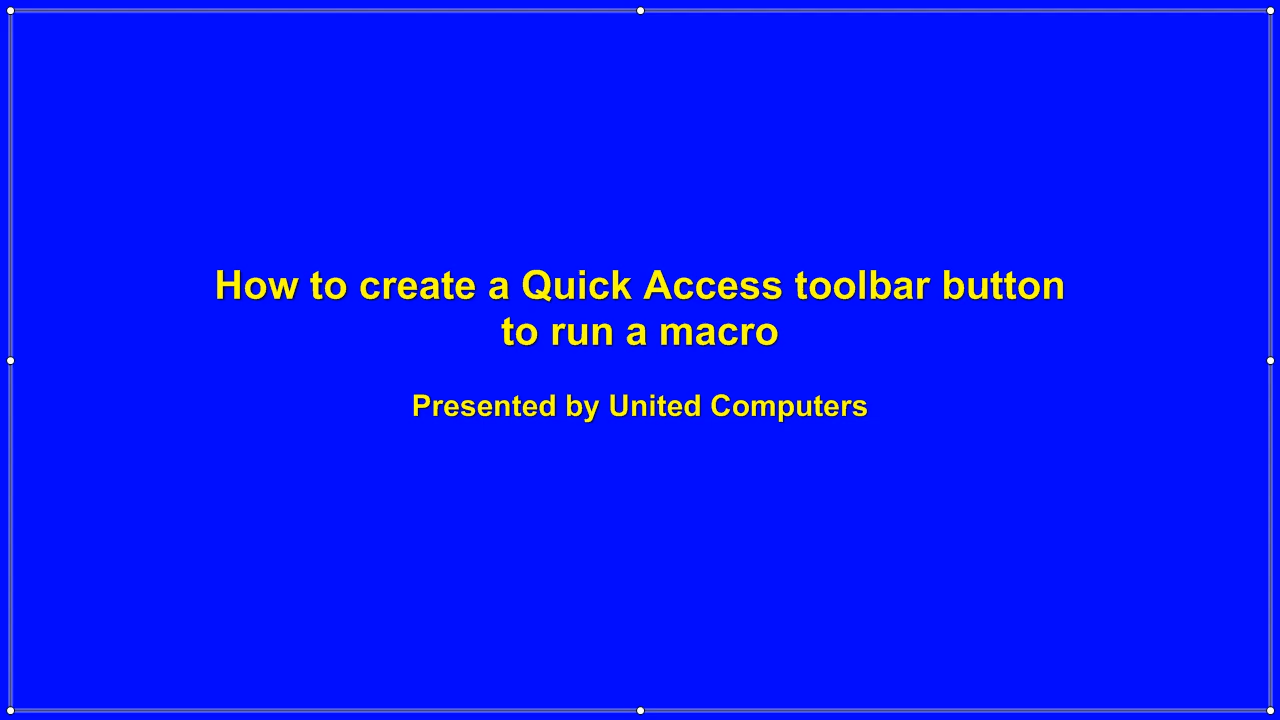 How to create a Quick Access toolbar button
to run a macro
Presented by United Computers